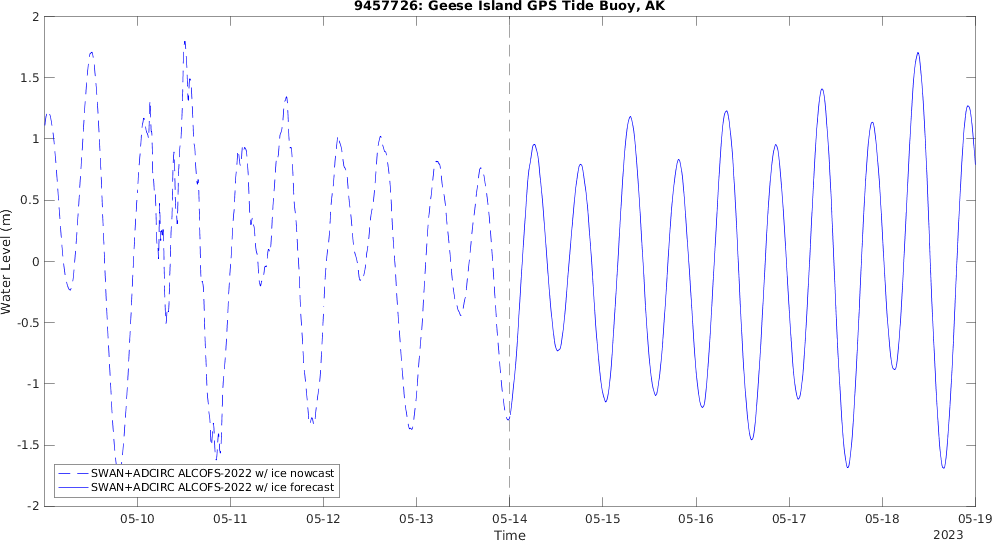 9457726: Geese Island GPS Tide Buoy, AK
2
1.5
1
0.5
0
-0.5
-1
-1.5
-2
Water Level (m)
SWAN+ADCIRC ALCOFS-2022 w/ ice nowcast
SWAN+ADCIRC ALCOFS-2022 w/ ice forecast
05-10 05-11 05-12 05-13 05-14 05-15 05-16 05-17 05-18 05-19
Time
2023